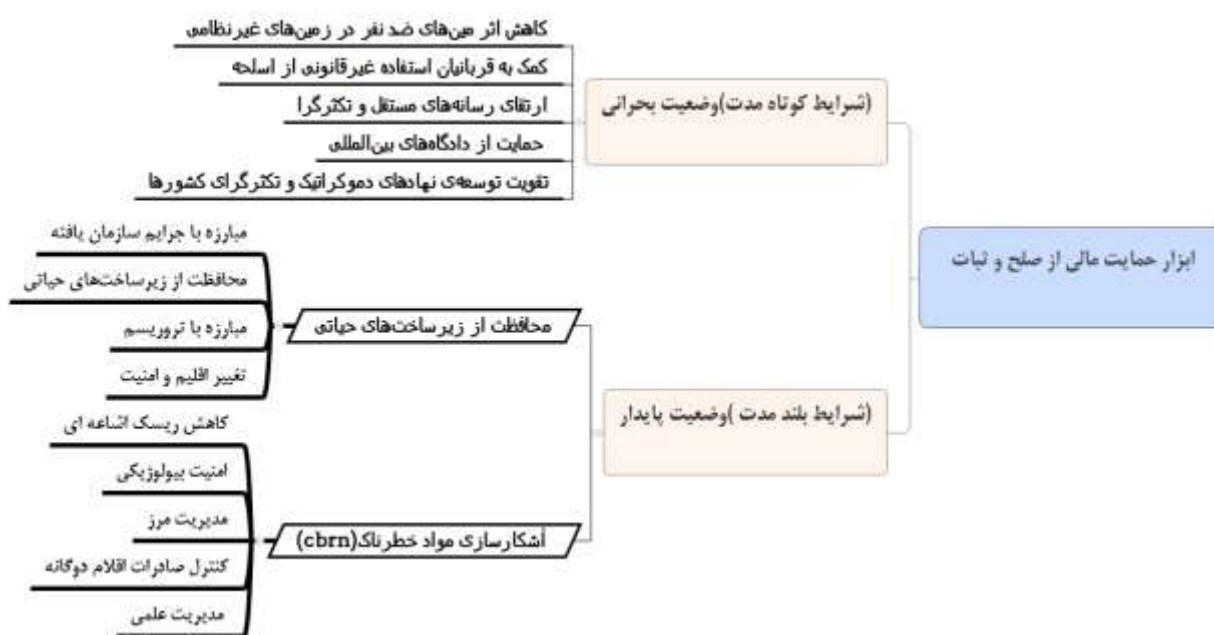 ابزار حمایت مالی از صلح و ثبات
(شرایط کوتاه مدت)وضعیت بحرانی
کاهش اثر مین‌های ضد نفر در زمین‌های غیرنظامی
کمک به قربانیان استفاده غیرقانونی از اسلحه
ارتقای رسانه‌های مستقل و تکثرگرا
حمایت از دادگاه‌های بین‌المللی
تقویت توسعه‌ی نهادهای دموکراتیک و تکثرگرای کشورها
(شرایط بلند مدت )وضعیت پایدار
محافظت از زیرساخت‌های حیاتی
مبارزه با جرایم سازمان یافته
محافظت از زیرساخت‌های حیاتی
مبارزه با تروریسم
تغییر اقلیم و امنیت
آشکارسازی مواد خطرناک(cbrn)
کاهش ریسک اشاعه ای
امنیت بیولوژیکی
مدیریت مرز
کنترل صادرات اقلام دوگانه
مدیریت علمی